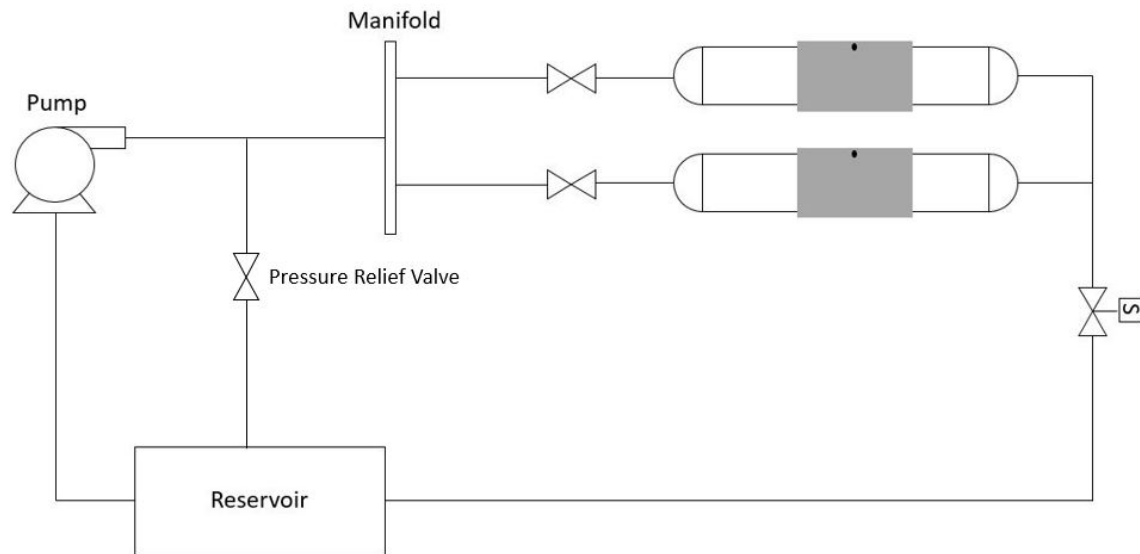 Manifold
Pump
Pressure Relief Valve
S
Reservoir